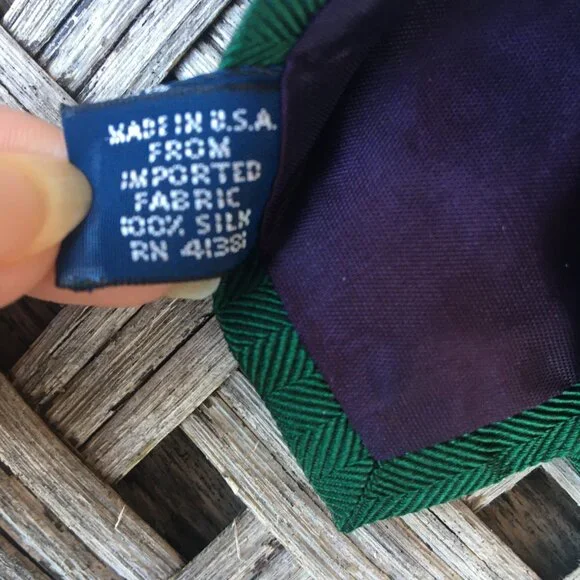 MADE IN U.S.A.
FROM
IMPORTED
FABRIC
100% SILK
RN 41381